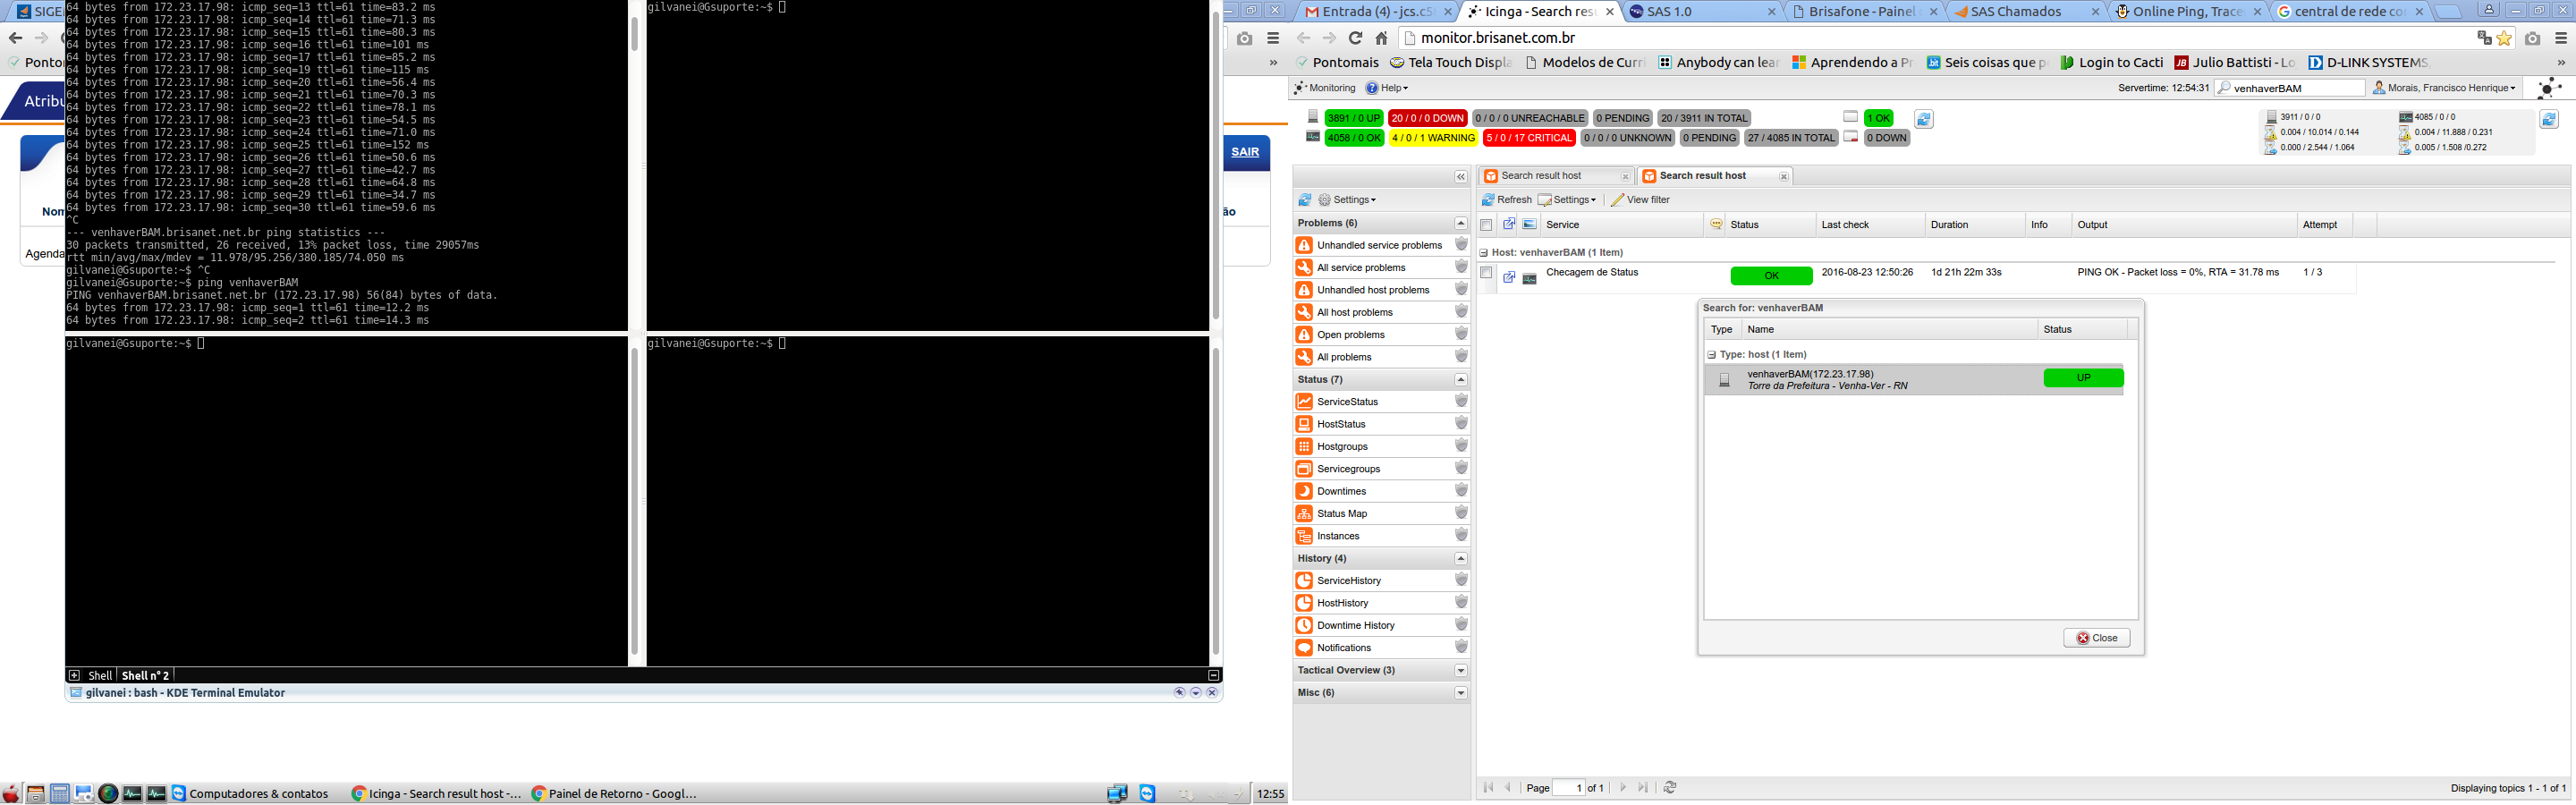 SIGE
Ponton
Atribu
SAIR
Nom
ão
Agenda
64 bytes from 172.23.17.98: icmp_seq=13 ttl=61 time=83.2 ms
64 bytes from 172.23.17.98: icmp_seq=14 ttl=61 time=71.3 ms
64 bytes from 172.23.17.98: icmp_seq=15 ttl=61 time=80.3 ms
64 bytes from 172.23.17.98: icmp_seq=16 ttl=61 time=101 ms
64 bytes from 172.23.17.98: icmp_seq=17 ttl=61 time=85.2 ms
64 bytes from 172.23.17.98: icmp_seq=19 ttl=61 time=115 ms
64 bytes from 172.23.17.98: icmp_seq=20 ttl=61 time=56.4 ms
64 bytes from 172.23.17.98: icmp_seq=21 ttl=61 time=70.3 ms
64 bytes from 172.23.17.98: icmp_seq=22 ttl=61 time=78.1 ms
64 bytes from 172.23.17.98: icmp_seq=23 ttl=61 time=54.5 ms
64 bytes from 172.23.17.98: icmp_seq=24 ttl=61 time=71.0 ms
64 bytes from 172.23.17.98: icmp_seq=25 ttl=61 time=152 ms
64 bytes from 172.23.17.98: icmp_seq=26 ttl=61 time=50.6 ms
64 bytes from 172.23.17.98: icmp_seq=27 ttl=61 time=42.7 ms
64 bytes from 172.23.17.98: icmp_seq=28 ttl=61 time=64.8 ms
64 bytes from 172.23.17.98: icmp_seq=29 ttl=61 time=34.7 ms
64 bytes from 172.23.17.98: icmp_seq=30 ttl=61 time=59.6 ms
^C
--- venhaverBAM.brisanet.net.br ping statistics ---
30 packets transmitted, 26 received, 13% packet loss, time 29057ms
rtt min/avg/max/mdev = 11.978/95.256/380.185/74.050 ms
gilvanei@Gsuporte:~$ ^C
gilvanei@Gsuporte:~$ ping venhaverBAM
PING venhaverBAM.brisanet.net.br (172.23.17.98) 56(84) bytes of data.
64 bytes from 172.23.17.98: icmp_seq=1 ttl=61 time=12.2 ms
64 bytes from 172.23.17.98: icmp_seq=2 ttl=61 time=14.3 ms
gilvanei@Gsuporte:~$
gilvanei@Gsuporte:~$
gilvanei@Gsuporte:~$
Shell Shell n° 2
gilvanei : bash - KDE Terminal Emulator
Computadores & contatos Icinga - Search result host -... Painel de Retorno - Googl... 12:55
Entrada (4) - jcs.c5 Icinga - Search resu SAS 1.0 Brisafone - Painel SAS Chamados Online Ping, Trace central de rede co
monitor.brisanet.com.br
Pontomais Tela Touch Displa Modelos de Curri Anybody can lear Aprendendo a Pr Seis coisas que p Login to Cacti Julio Battisti - Lo D-LINK SYSTEMS,
Monitoring Help Servertime: 12:54:31 venhaverBAM Morais, Francisco Henrique
3891 / 0 UP 20 / 0 / 0 DOWN 0 / 0 / 0 UNREACHABLE 0 PENDING 20 / 3911 IN TOTAL 1 OK
4058 / 0 OK 4 / 0 / 1 WARNING 5 / 0 / 17 CRITICAL 0 / 0 / 0 UNKNOWN 0 PENDING 27 / 4085 IN TOTAL 0 DOWN
3911 / 0 / 0 4085 / 0 / 0
0.004 / 10.014 / 0.144 0.004 / 11.888 / 0.231
0.000 / 2.544 / 1.064 0.005 / 1.508 /0.272
Settings
Problems (6)
Unhandled service problems
All service problems
Unhandled host problems
All host problems
Open problems
All problems
Status (7)
ServiceStatus
HostStatus
Hostgroups
Servicegroups
Downtimes
Status Map
Instances
History (4)
ServiceHistory
HostHistory
Downtime History
Notifications
Tactical Overview (3)
Misc (6)
Search result host Search result host
Refresh Settings View filter
Service Status Last check Duration Info Output Attempt
Host: venhaverBAM (1 Item)
Checagem de Status OK 2016-08-23 12:50:26 1d 21h 22m 33s PING OK - Packet loss = 0%, RTA = 31.78 ms 1 / 3
Search for: venhaverBAM
Type Name Status
Type: host (1 Item)
venhaverBAM(172.23.17.98) UP
Torre da Prefeitura - Venha-Ver - RN
Close
Page 1 of 1 Displaying topics 1 - 1 of 1